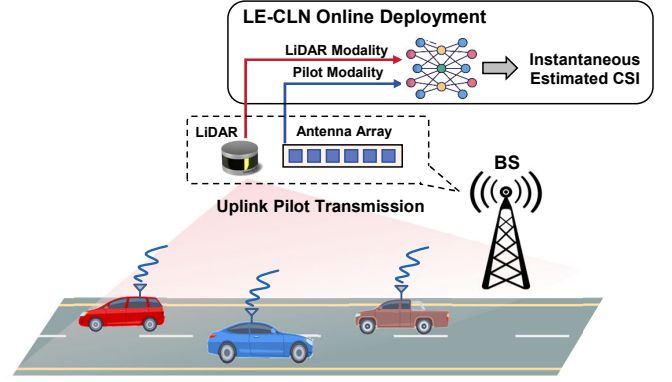 LE-CLN Online Deployment
LiDAR Modality
Pilot Modality
Instantaneous
Estimated CSI
LiDAR
Antenna Array
BS
Uplink Pilot Transmission